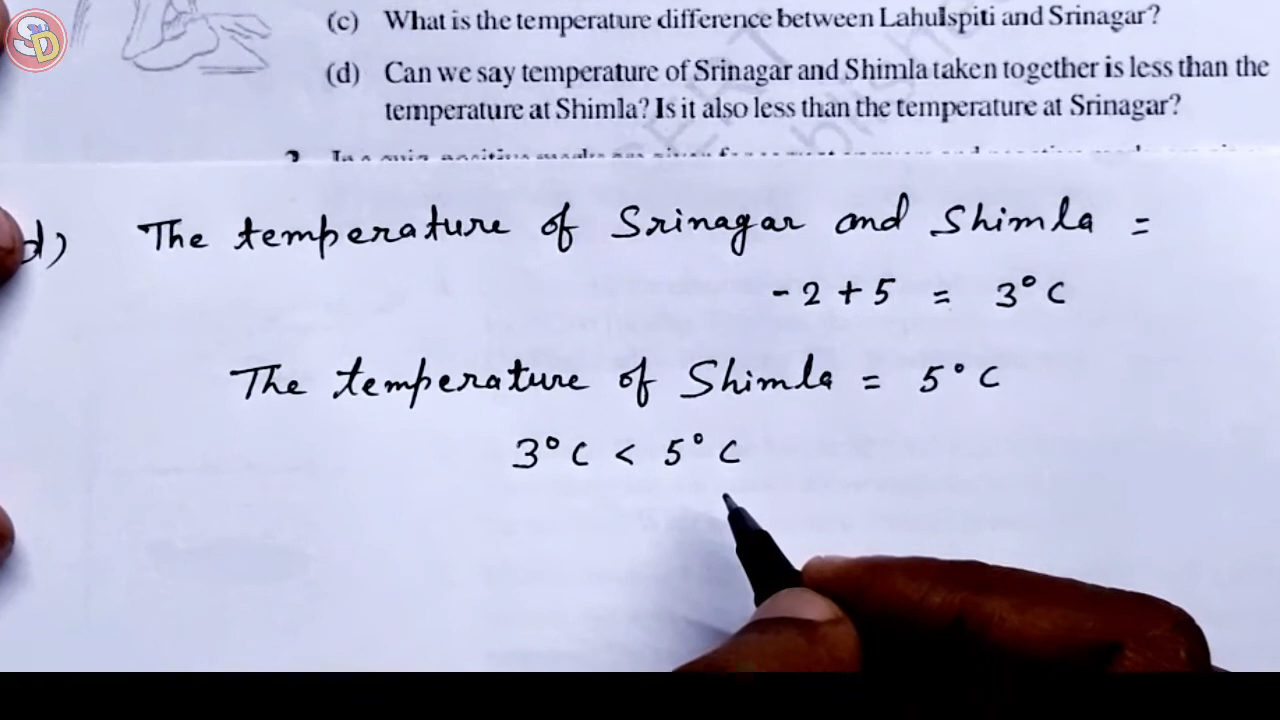 SD
(c) What is the temperature difference between Lahulspiti and Srinagar?
(d) Can we say temperature of Srinagar and Shimla taken together is less than the
temperature at Shimla? Is it also less than the temperature at Srinagar?
d) The temperature of Srinagar and Shimla =
-2 + 5 = 3°C
The temperature of Shimla = 5°C
3°C < 5°C